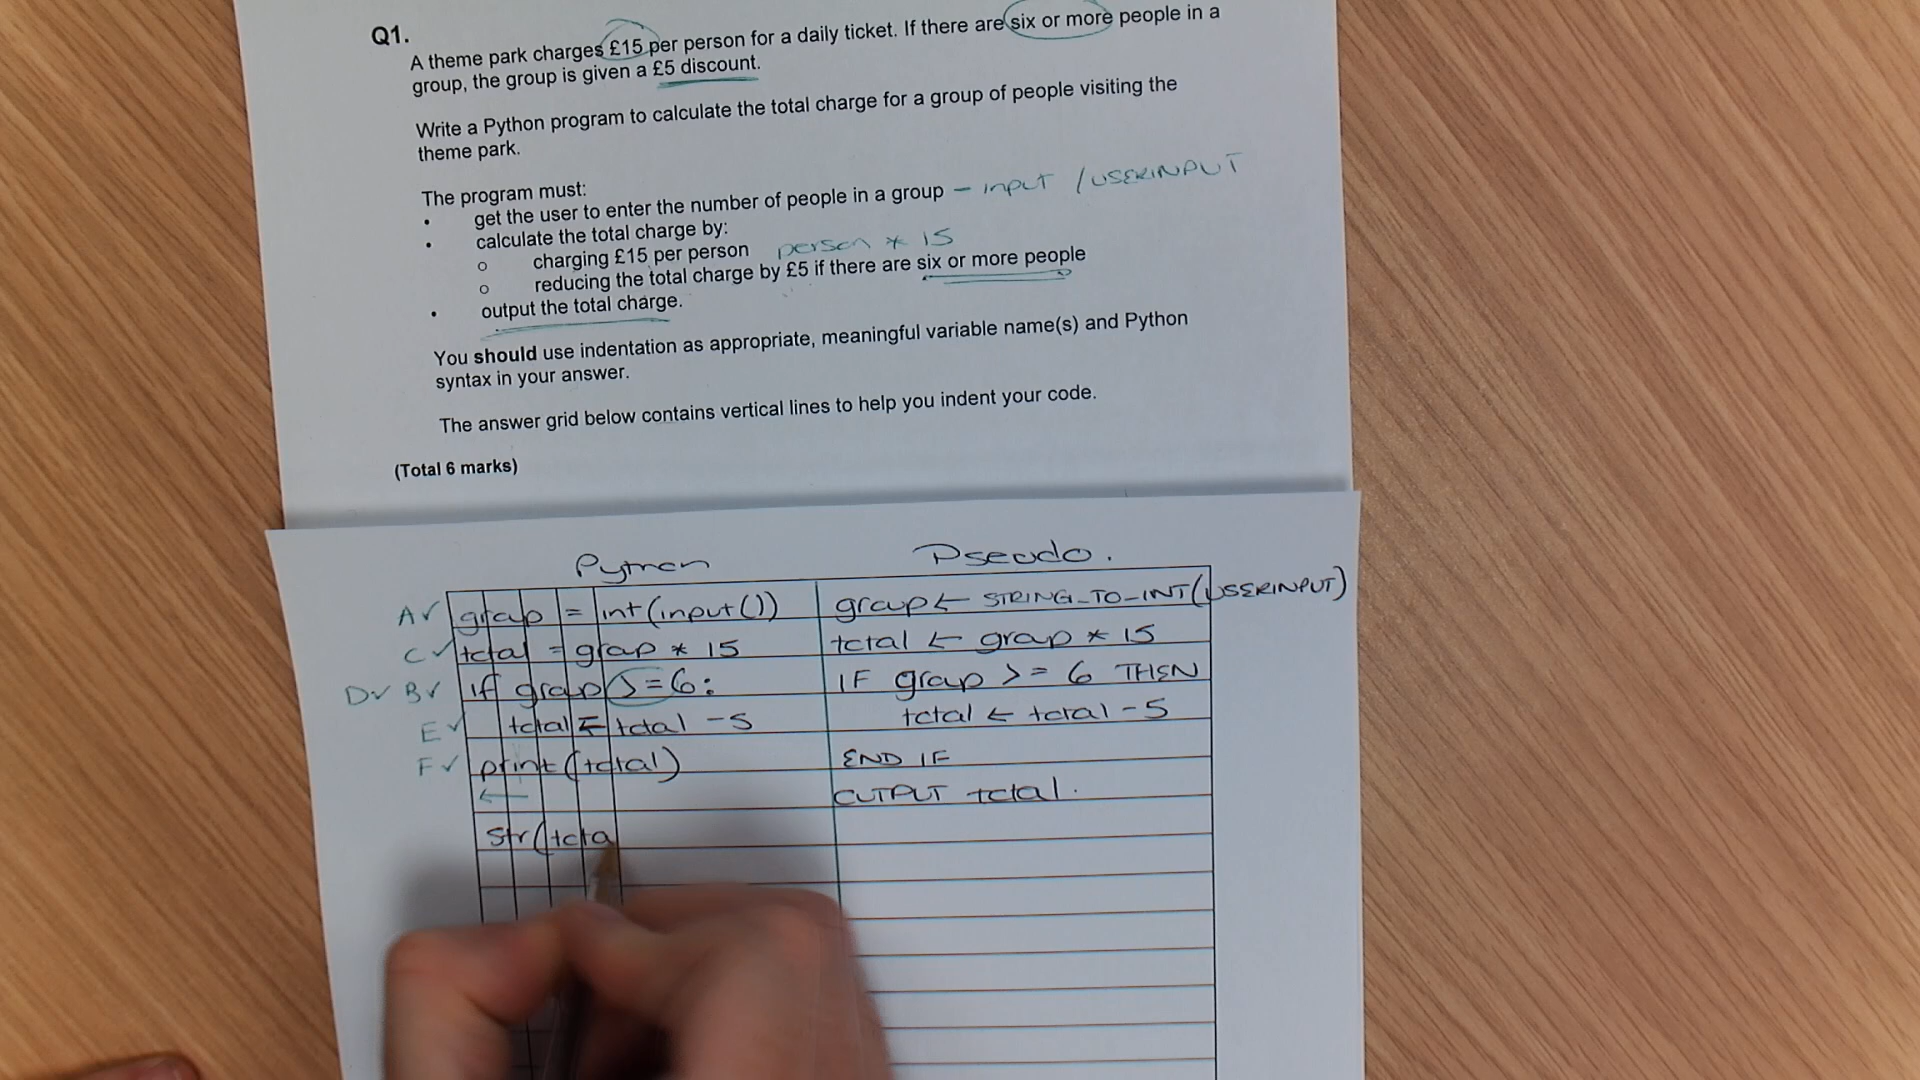 Q1.
A theme park charges £15 per person for a daily ticket. If there are six or more people in a
group, the group is given a £5 discount.
Write a Python program to calculate the total charge for a group of people visiting the
theme park.
The program must:
• get the user to enter the number of people in a group – input / USERINPUT
• calculate the total charge by:
o charging £15 per person person * 15
o reducing the total charge by £5 if there are six or more people
• output the total charge.
You should use indentation as appropriate, meaningful variable name(s) and Python
syntax in your answer.
The answer grid below contains vertical lines to help you indent your code.
(Total 6 marks)
Python Pseudo.
A✓ group = int(input()) group ← STRING_TO_INT(USERINPUT)
C✓ total = group * 15 total ← group * 15
D✓ B✓ if group >= 6: IF group >= 6 THEN
E✓ total = total - 5 total ← total - 5
F✓ print(total) END IF
← OUTPUT total.
str(tota